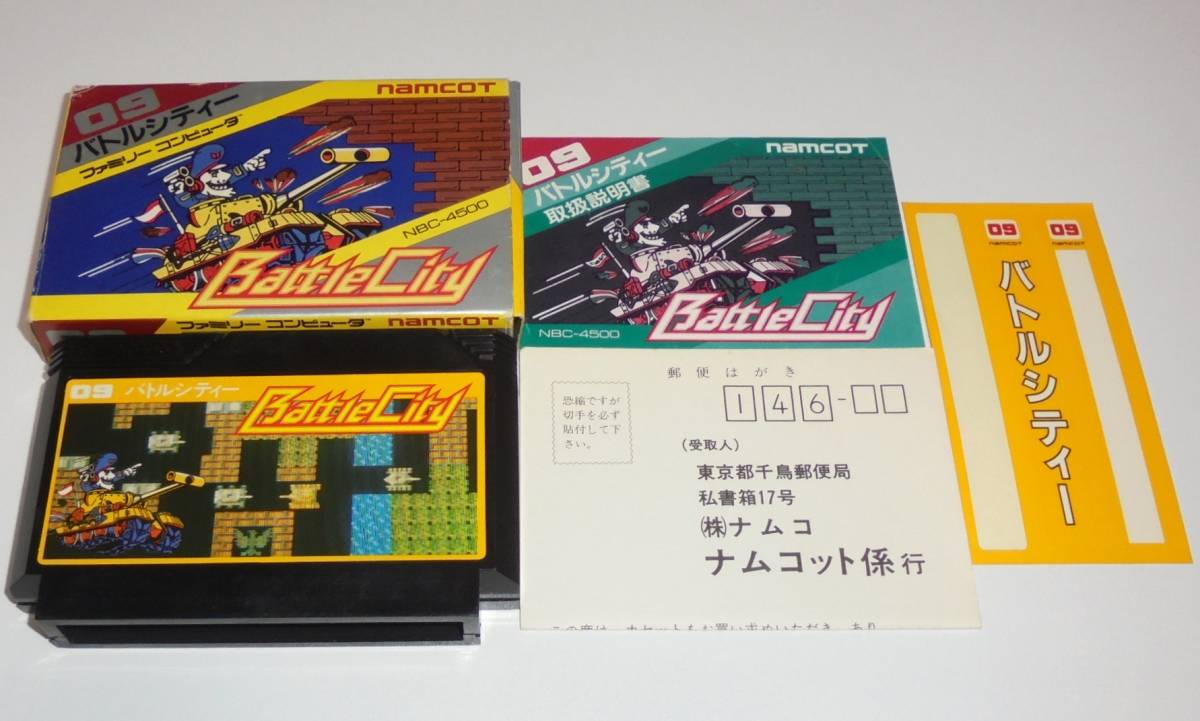 09
バトルシティー
ファミリー コンピュータ™
namcot
NBC-4500
BattleCity
ファミリー コンピュータ™ namcot
09
バトルシティー
取扱説明書
namcot
NBC-4500
BattleCity
09 バトルシティー
BattleCity
郵便はがき
146-
恐縮ですが
切手を必ず
貼付して下
さい。
(受取人)
東京都千鳥郵便局
私書箱17号
㈱ナムコ
ナムコット係 行
09
namcot
バトルシティー
09
namcot